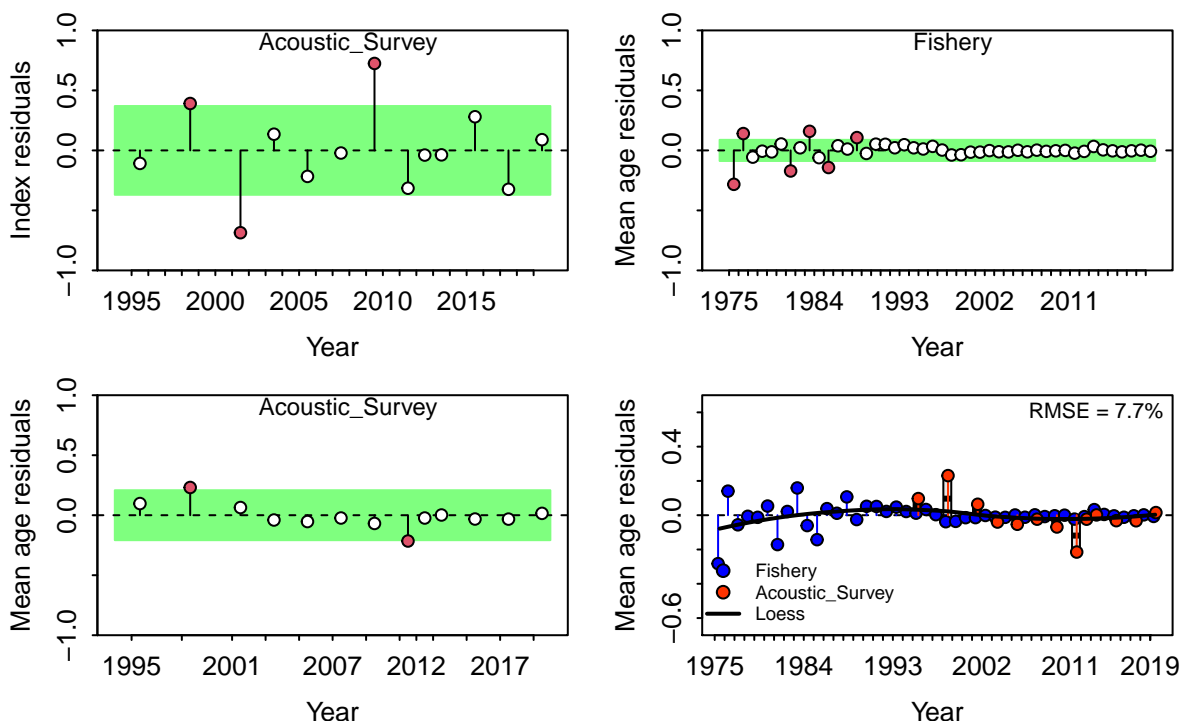 Acoustic_Survey
Index residuals
1.0
0.5
0.0
−1.0
1995 2000 2005 2010 2015
Year
Fishery
Mean age residuals
1.0
0.5
0.0
−1.0
1975 1984 1993 2002 2011
Year
Acoustic_Survey
Mean age residuals
1.0
0.5
0.0
−1.0
1995 2001 2007 2012 2017
Year
RMSE = 7.7%
Mean age residuals
0.4
0.0
−0.6
Fishery
Acoustic_Survey
Loess
1975 1984 1993 2002 2011 2019
Year